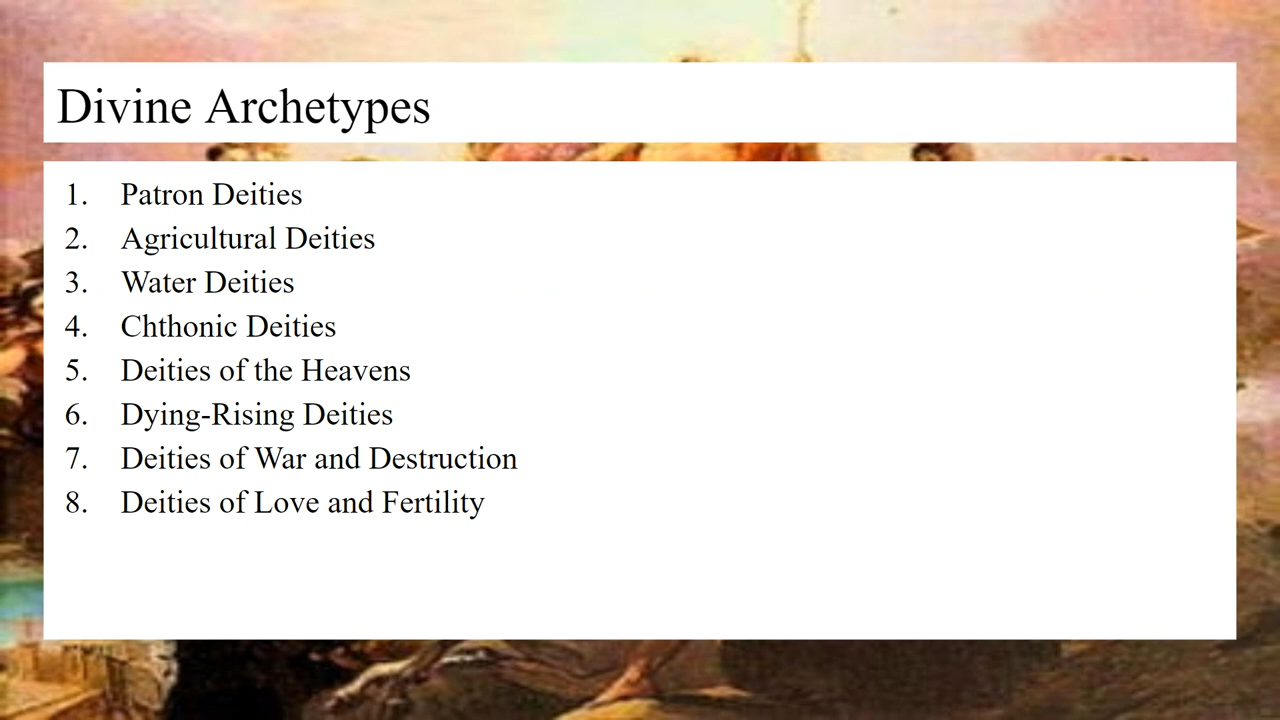 Divine Archetypes
1. Patron Deities
2. Agricultural Deities
3. Water Deities
4. Chthonic Deities
5. Deities of the Heavens
6. Dying-Rising Deities
7. Deities of War and Destruction
8. Deities of Love and Fertility